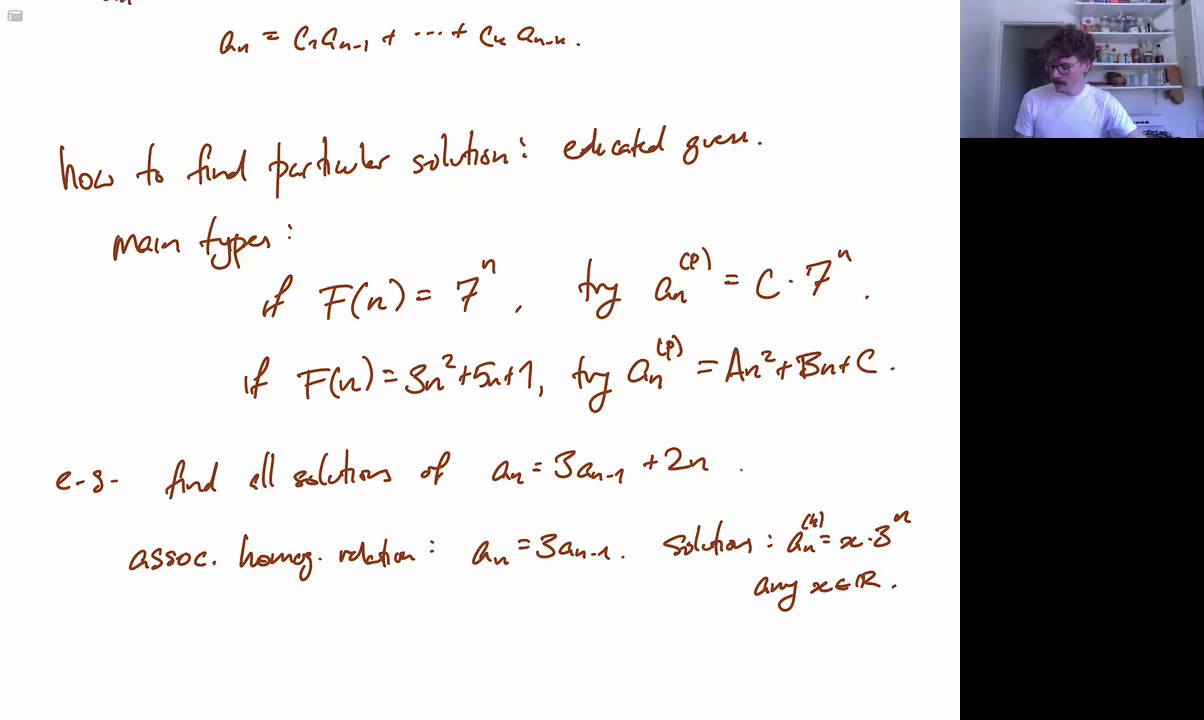 aₙ = c₁aₙ₋₁ + ⋯ + cₖ aₙ₋ₖ.
how to find particular solution: educated guess.
main types:
if F(n) = 7ⁿ, try aₙ⁽ᵖ⁾ = C · 7ⁿ.
if F(n) = 3n² + 5n + 1, try aₙ⁽ᵖ⁾ = An² + Bn + C.
e.g. find all solutions of aₙ = 3aₙ₋₁ + 2n.
assoc. homog. relation: aₙ = 3aₙ₋₁. solution: aₙ⁽ʰ⁾ = x · 3ⁿ
any x ∈ ℝ.